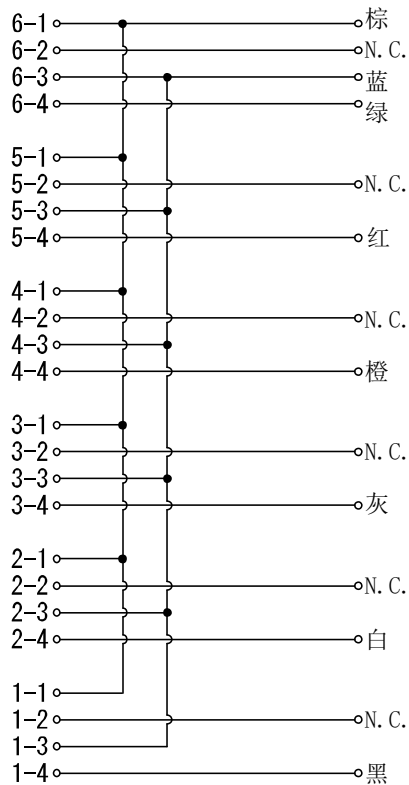 6-1 棕
6-2 N.C.
6-3 蓝
6-4 绿
5-1
5-2 N.C.
5-3
5-4 红
4-1
4-2 N.C.
4-3
4-4 橙
3-1
3-2 N.C.
3-3
3-4 灰
2-1
2-2 N.C.
2-3
2-4 白
1-1
1-2 N.C.
1-3
1-4 黑